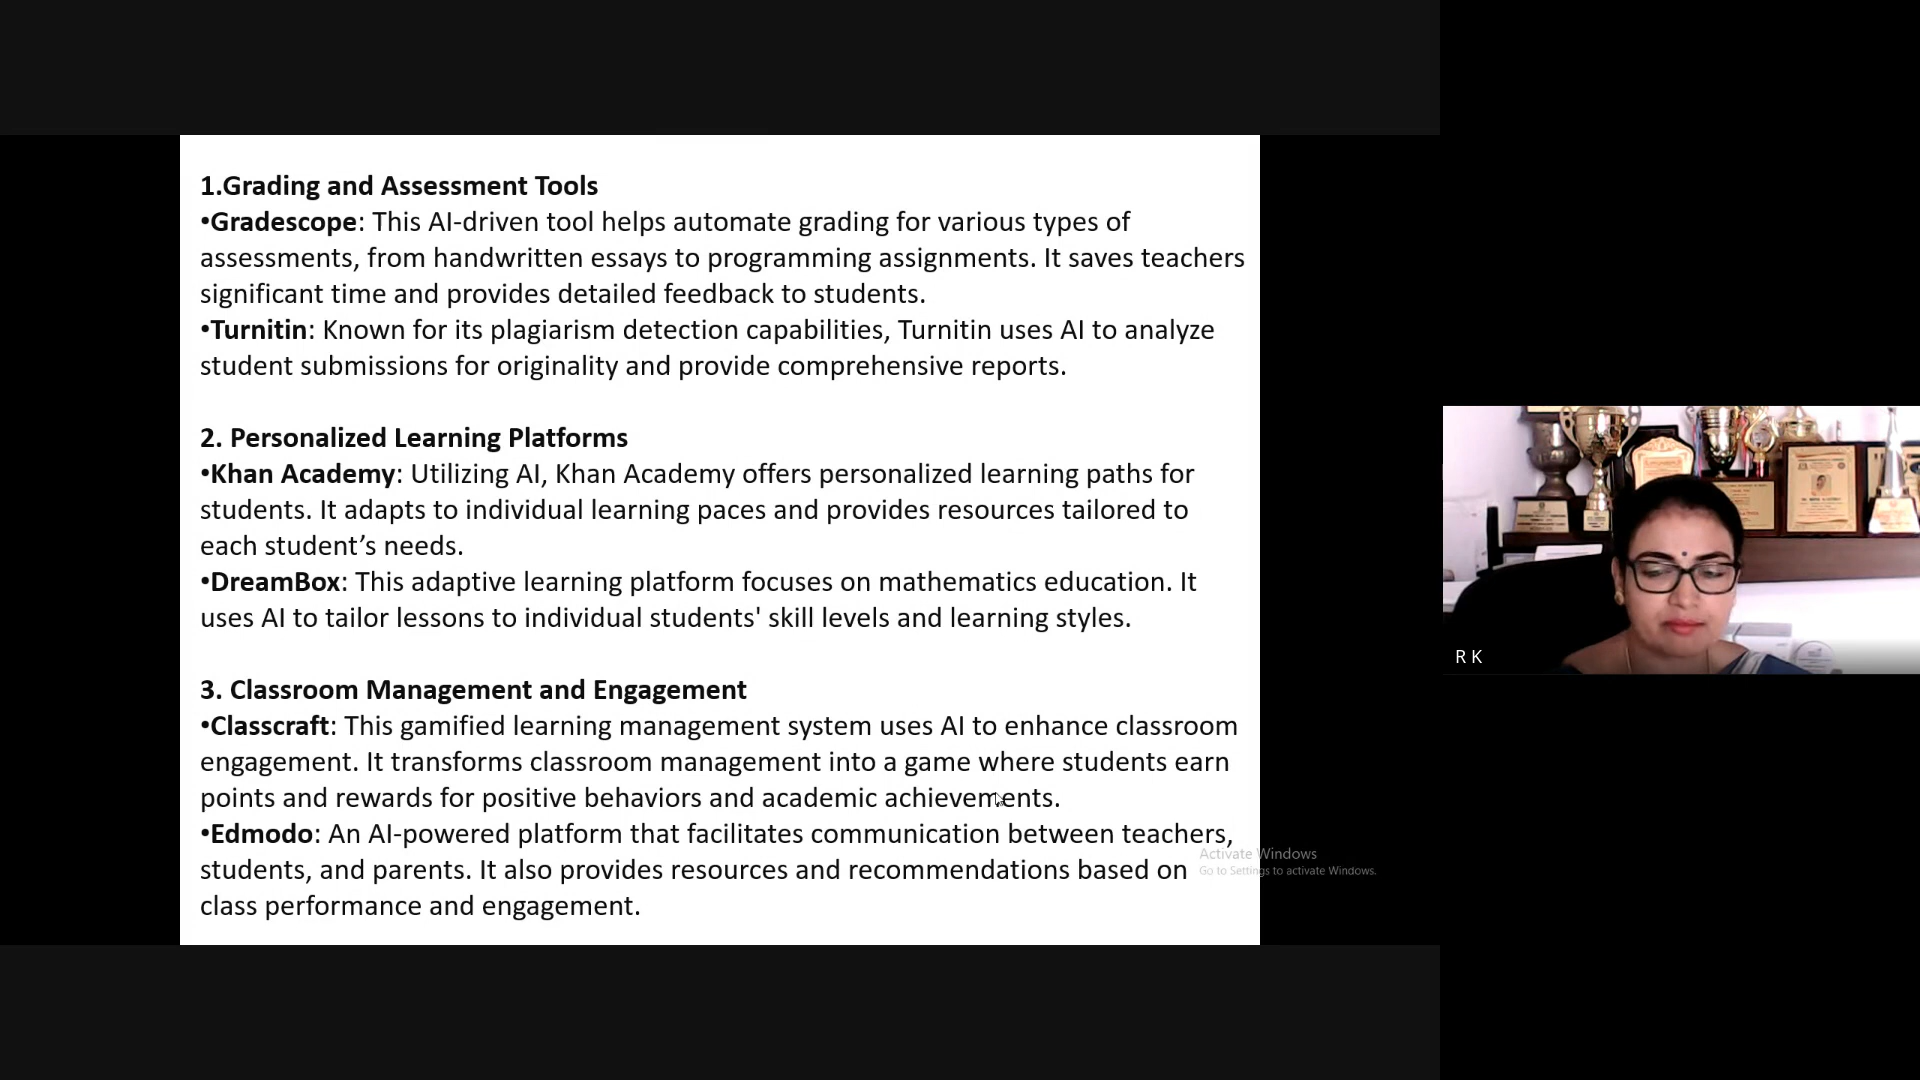 1.Grading and Assessment Tools
•Gradescope: This AI-driven tool helps automate grading for various types of
assessments, from handwritten essays to programming assignments. It saves teachers
significant time and provides detailed feedback to students.
•Turnitin: Known for its plagiarism detection capabilities, Turnitin uses AI to analyze
student submissions for originality and provide comprehensive reports.
2. Personalized Learning Platforms
•Khan Academy: Utilizing AI, Khan Academy offers personalized learning paths for
students. It adapts to individual learning paces and provides resources tailored to
each student’s needs.
•DreamBox: This adaptive learning platform focuses on mathematics education. It
uses AI to tailor lessons to individual students' skill levels and learning styles.
3. Classroom Management and Engagement
•Classcraft: This gamified learning management system uses AI to enhance classroom
engagement. It transforms classroom management into a game where students earn
points and rewards for positive behaviors and academic achievements.
•Edmodo: An AI-powered platform that facilitates communication between teachers,
students, and parents. It also provides resources and recommendations based on
class performance and engagement.
Activate Windows
Go to Settings to activate Windows.
R K